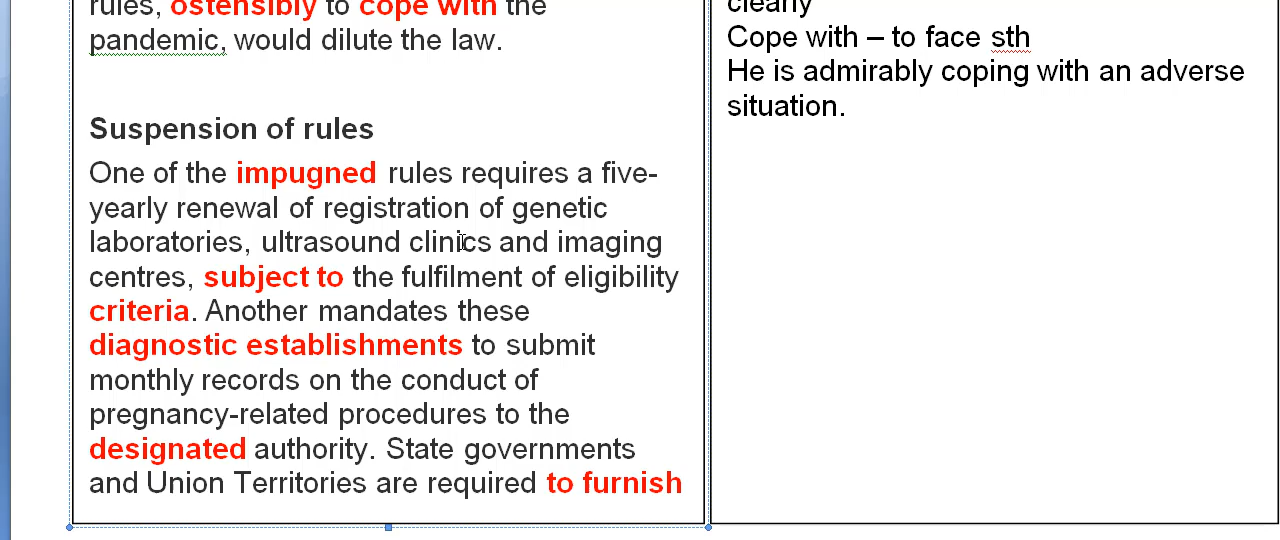 rules, ostensibly to cope with the
pandemic, would dilute the law.
Suspension of rules
One of the impugned rules requires a five-
yearly renewal of registration of genetic
laboratories, ultrasound clinics and imaging
centres, subject to the fulfilment of eligibility
criteria. Another mandates these
diagnostic establishments to submit
monthly records on the conduct of
pregnancy-related procedures to the
designated authority. State governments
and Union Territories are required to furnish
clearly
Cope with – to face sth
He is admirably coping with an adverse
situation.